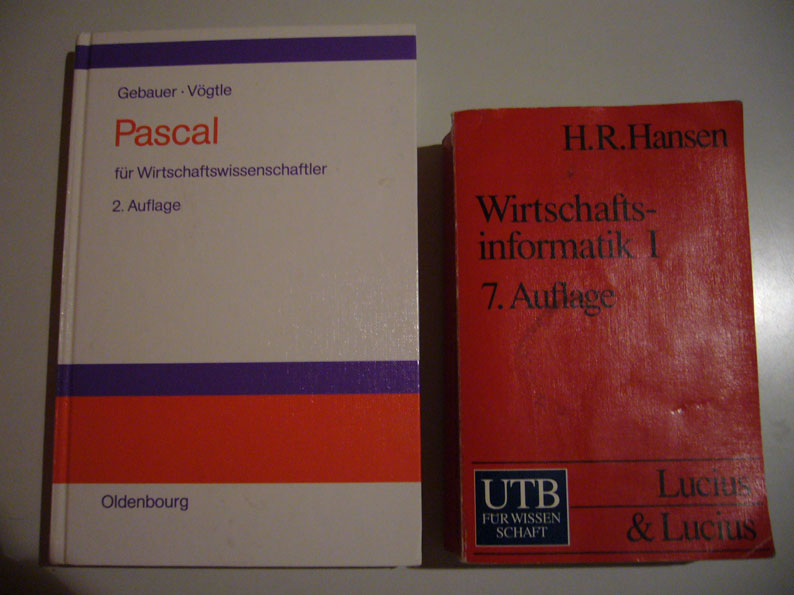 Gebauer · Vögtle
Pascal
für Wirtschaftswissenschaftler
2. Auflage
Oldenbourg
H.R.Hansen
Wirtschafts-
informatik I
7. Auflage
UTB
FÜR WISSEN
SCHAFT
Lucius
& Lucius